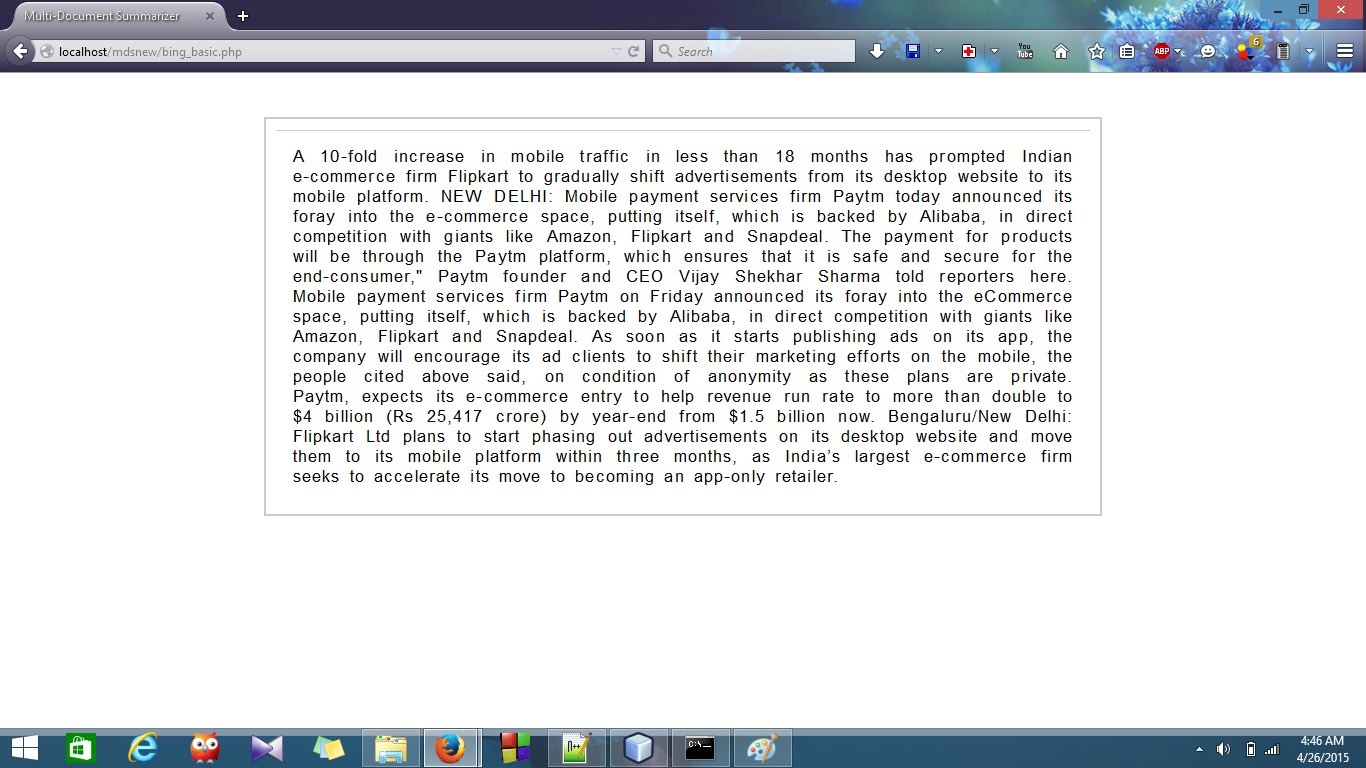 Multi-Document Summarizer
localhost/mdsnew/bing_basic.php
Search
You
Tube
ABP
6
A 10-fold increase in mobile traffic in less than 18 months has prompted Indian
e-commerce firm Flipkart to gradually shift advertisements from its desktop website to its
mobile platform. NEW DELHI: Mobile payment services firm Paytm today announced its
foray into the e-commerce space, putting itself, which is backed by Alibaba, in direct
competition with giants like Amazon, Flipkart and Snapdeal. The payment for products
will be through the Paytm platform, which ensures that it is safe and secure for the
end-consumer," Paytm founder and CEO Vijay Shekhar Sharma told reporters here.
Mobile payment services firm Paytm on Friday announced its foray into the eCommerce
space, putting itself, which is backed by Alibaba, in direct competition with giants like
Amazon, Flipkart and Snapdeal. As soon as it starts publishing ads on its app, the
company will encourage its ad clients to shift their marketing efforts on the mobile, the
people cited above said, on condition of anonymity as these plans are private.
Paytm, expects its e-commerce entry to help revenue run rate to more than double to
$4 billion (Rs 25,417 crore) by year-end from $1.5 billion now. Bengaluru/New Delhi:
Flipkart Ltd plans to start phasing out advertisements on its desktop website and move
them to its mobile platform within three months, as India’s largest e-commerce firm
seeks to accelerate its move to becoming an app-only retailer.
C:\_
4:46 AM
4/26/2015